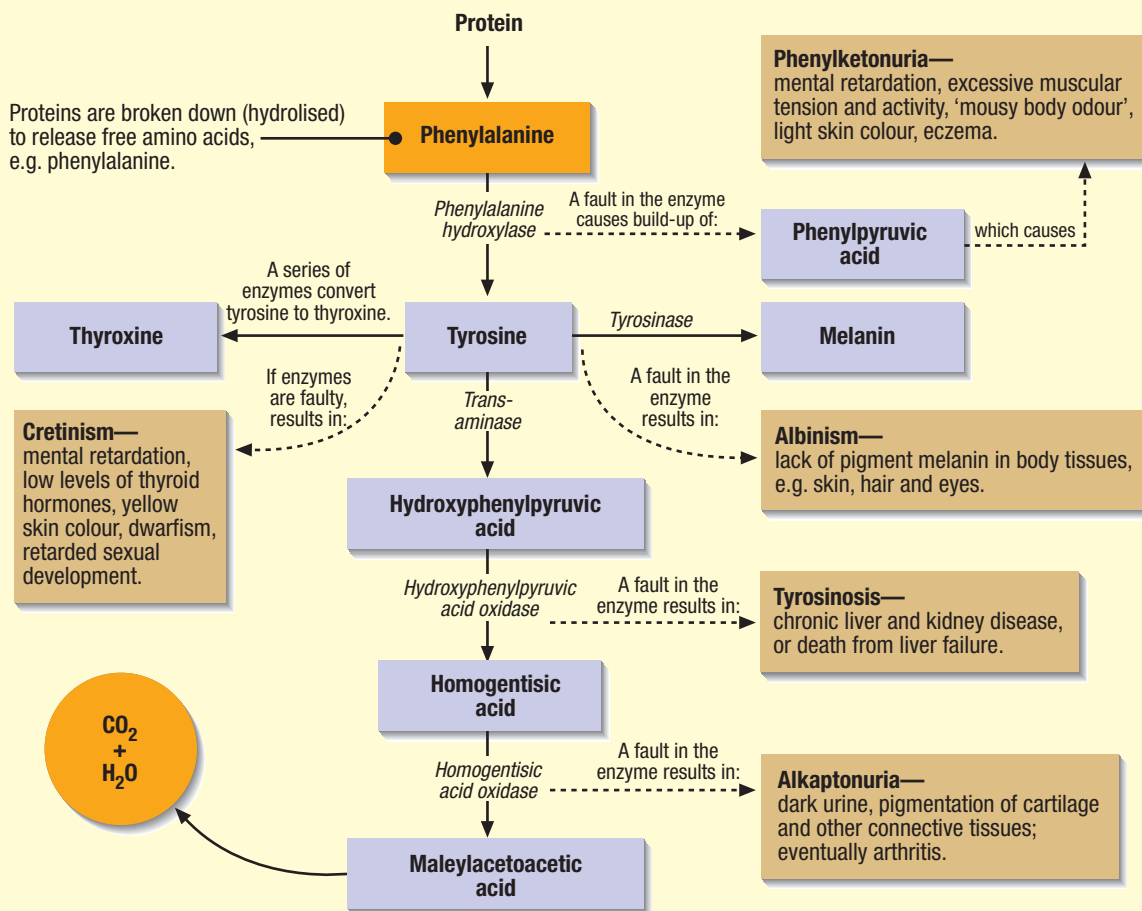 Protein
Proteins are broken down (hydrolised)
to release free amino acids,
e.g. phenylalanine.
Phenylalanine
Phenylketonuria—
mental retardation, excessive muscular
tension and activity, ‘mousy body odour’,
light skin colour, eczema.
Phenylalanine
hydroxylase
A fault in the enzyme
causes build-up of:
Phenylpyruvic
acid
which causes
A series of
enzymes convert
tyrosine to thyroxine.
Thyroxine
Tyrosine
Tyrosinase
Melanin
If enzymes
are faulty,
results in:
Trans-
aminase
A fault in the
enzyme
results in:
Cretinism—
mental retardation,
low levels of thyroid
hormones, yellow
skin colour, dwarfism,
retarded sexual
development.
Albinism—
lack of pigment melanin in body tissues,
e.g. skin, hair and eyes.
Hydroxyphenylpyruvic
acid
Hydroxyphenylpyruvic
acid oxidase
A fault in the
enzyme results in:
Tyrosinosis—
chronic liver and kidney disease,
or death from liver failure.
Homogentisic
acid
CO₂
+
H₂O
Homogentisic
acid oxidase
A fault in the
enzyme results in:
Alkaptonuria—
dark urine, pigmentation of cartilage
and other connective tissues;
eventually arthritis.
Maleylacetoacetic
acid